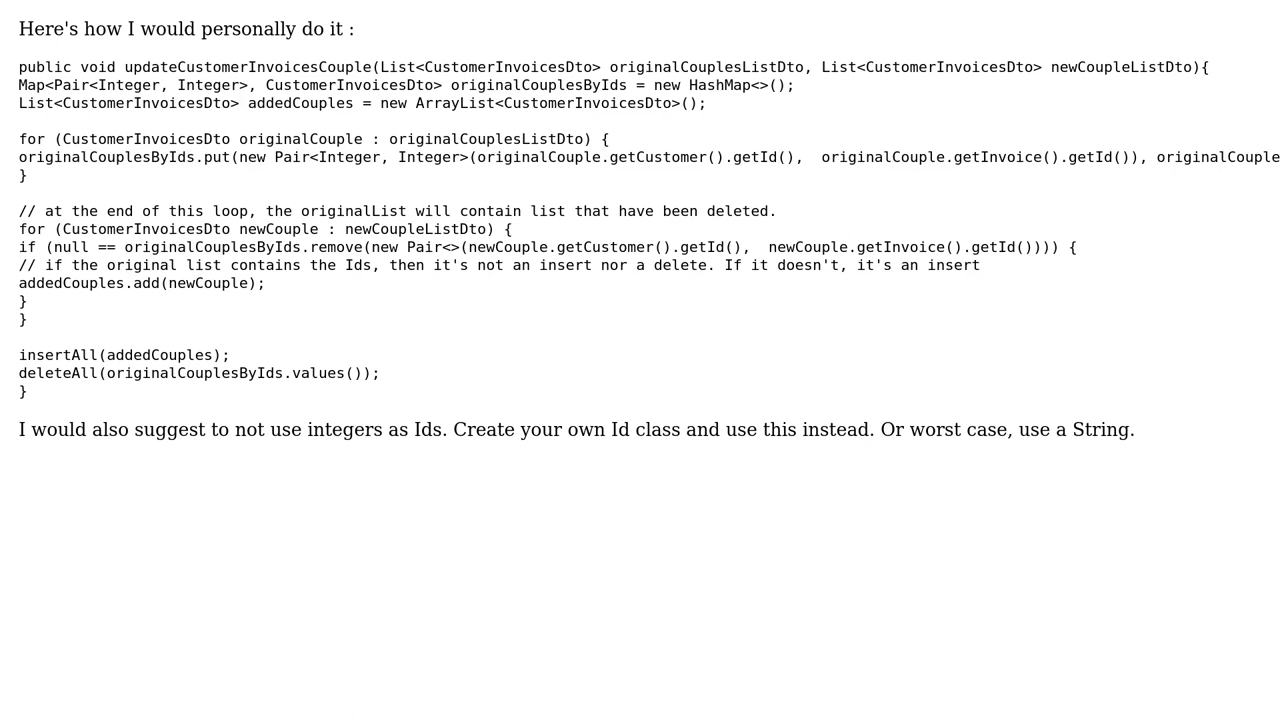 Here's how I would personally do it :
public void updateCustomerInvoicesCouple(List<CustomerInvoicesDto> originalCouplesListDto, List<CustomerInvoicesDto> newCoupleListDto){
Map<Pair<Integer, Integer>, CustomerInvoicesDto> originalCouplesByIds = new HashMap<>();
List<CustomerInvoicesDto> addedCouples = new ArrayList<CustomerInvoicesDto>();
for (CustomerInvoicesDto originalCouple : originalCouplesListDto) {
originalCouplesByIds.put(new Pair<Integer, Integer>(originalCouple.getCustomer().getId(),  originalCouple.getInvoice().getId()), originalCouple
}
// at the end of this loop, the originalList will contain list that have been deleted.
for (CustomerInvoicesDto newCouple : newCoupleListDto) {
if (null == originalCouplesByIds.remove(new Pair<>(newCouple.getCustomer().getId(),  newCouple.getInvoice().getId()))) {
// if the original list contains the Ids, then it's not an insert nor a delete. If it doesn't, it's an insert
addedCouples.add(newCouple);
}
}
insertAll(addedCouples);
deleteAll(originalCouplesByIds.values());
}
I would also suggest to not use integers as Ids. Create your own Id class and use this instead. Or worst case, use a String.